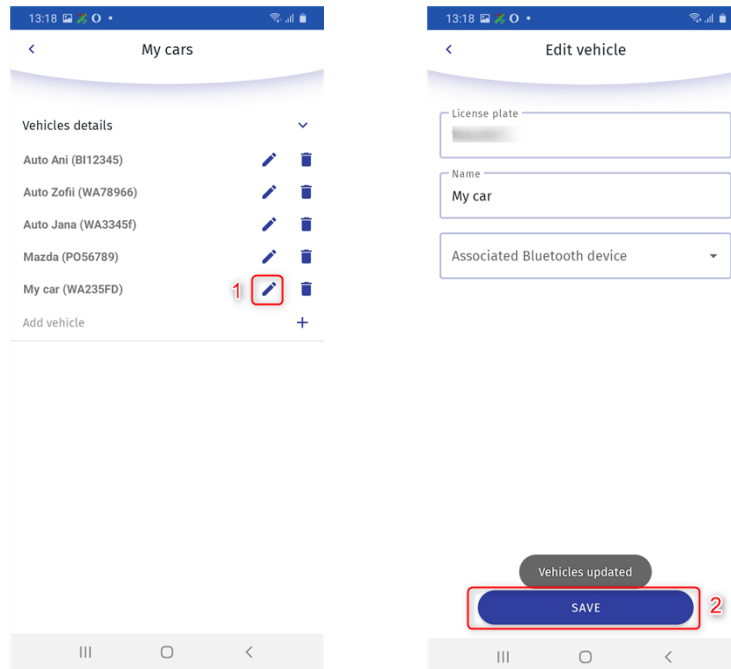 13:18
My cars
Vehicles details
Auto Ani (BI12345)
Auto Zofii (WA78966)
Auto Jana (WA3345f)
Mazda (PO56789)
My car (WA235FD)
1
Add vehicle
13:18
Edit vehicle
License plate
Name
My car
Associated Bluetooth device
Vehicles updated
SAVE
2